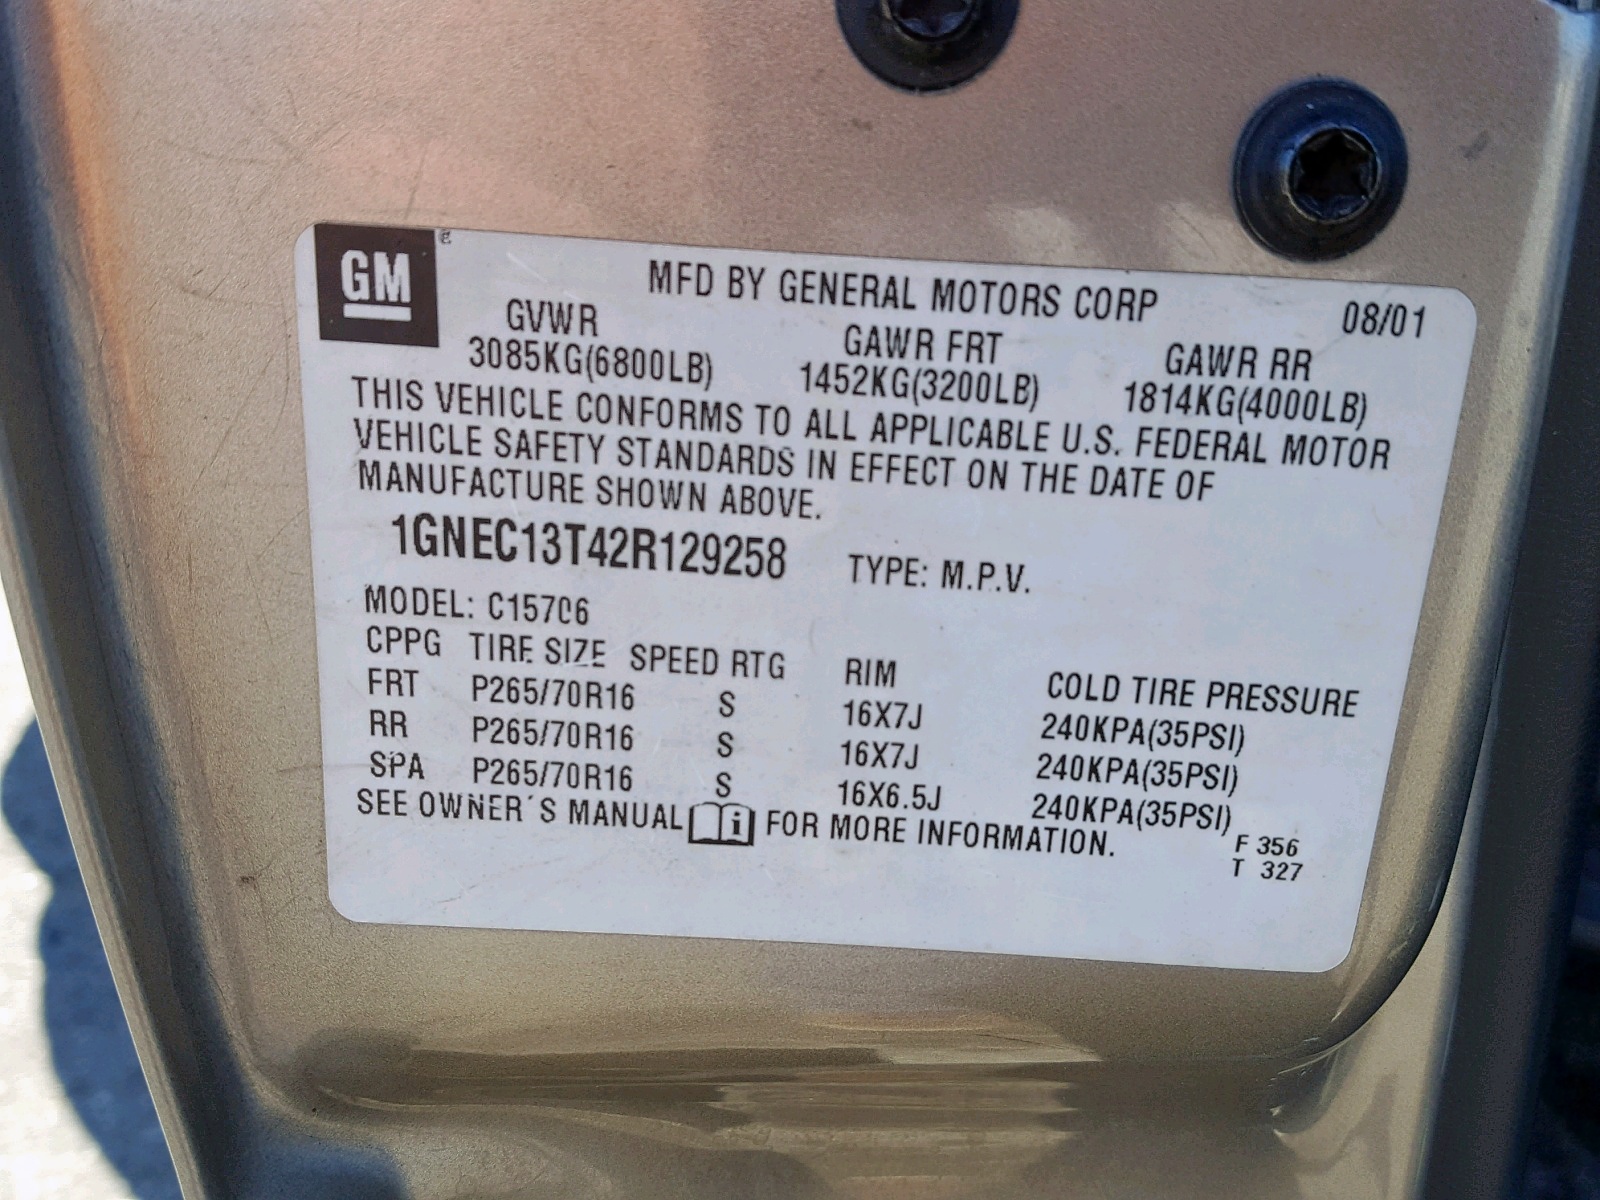 GM
MFD BY GENERAL MOTORS CORP 08/01
GVWR GAWR FRT GAWR RR
3085KG(6800LB) 1452KG(3200LB) 1814KG(4000LB)
THIS VEHICLE CONFORMS TO ALL APPLICABLE U.S. FEDERAL MOTOR
VEHICLE SAFETY STANDARDS IN EFFECT ON THE DATE OF
MANUFACTURE SHOWN ABOVE.
1GNEC13T42R129258 TYPE: M.P.V.
MODEL: C15706
CPPG TIRE SIZE SPEED RTG RIM COLD TIRE PRESSURE
FRT P265/70R16 S 16X7J 240KPA(35PSI)
RR P265/70R16 S 16X7J 240KPA(35PSI)
SPA P265/70R16 S 16X6.5J 240KPA(35PSI)
SEE OWNER'S MANUAL i FOR MORE INFORMATION.
F 356
T 327